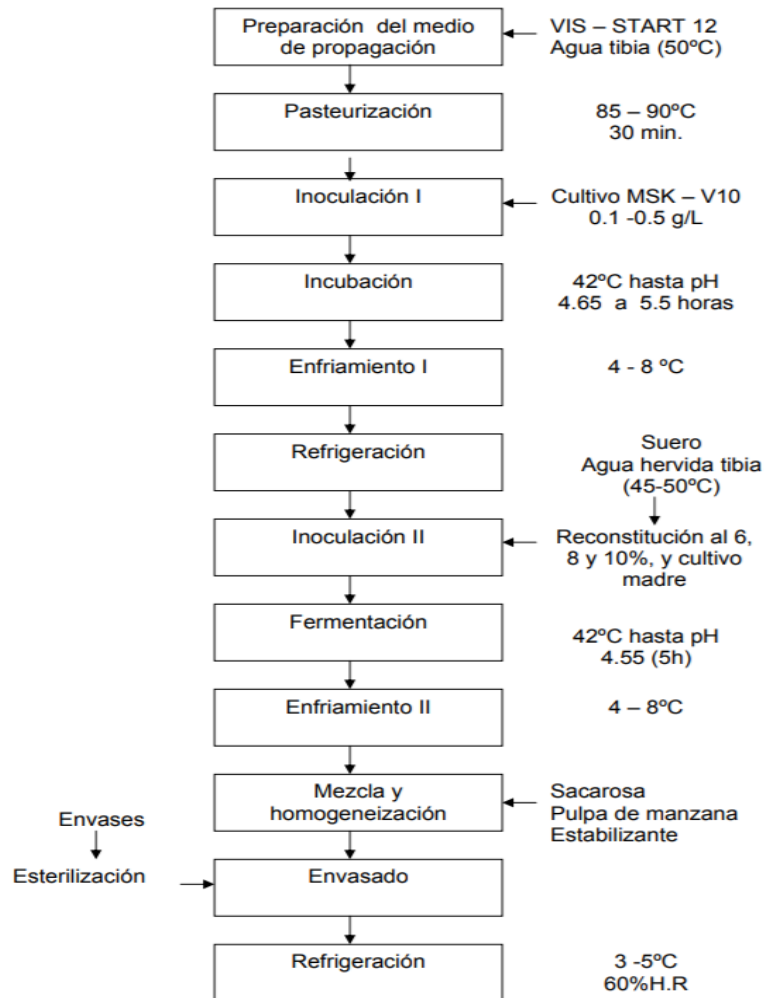 Preparación del medio
de propagación
VIS – START 12
Agua tibia (50ºC)
Pasteurización
85 – 90ºC
30 min.
Inoculación I
Cultivo MSK – V10
0.1 -0.5 g/L
Incubación
42ºC hasta pH
4.65 a 5.5 horas
Enfriamiento I
4 - 8 ºC
Refrigeración
Suero
Agua hervida tibia
(45-50ºC)
Inoculación II
Reconstitución al 6,
8 y 10%, y cultivo
madre
Fermentación
42ºC hasta pH
4.55 (5h)
Enfriamiento II
4 – 8ºC
Mezcla y
homogeneización
Sacarosa
Pulpa de manzana
Estabilizante
Envases
Esterilización
Envasado
Refrigeración
3 -5ºC
60%H.R